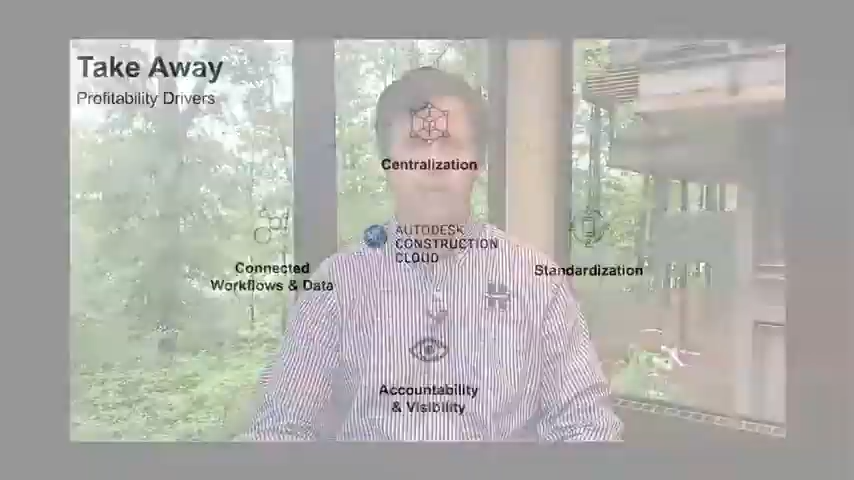 Take Away
Profitability Drivers
Centralization
AUTODESK
CONSTRUCTION
CLOUD
Connected
Workflows & Data
Standardization
Accountability
& Visibility